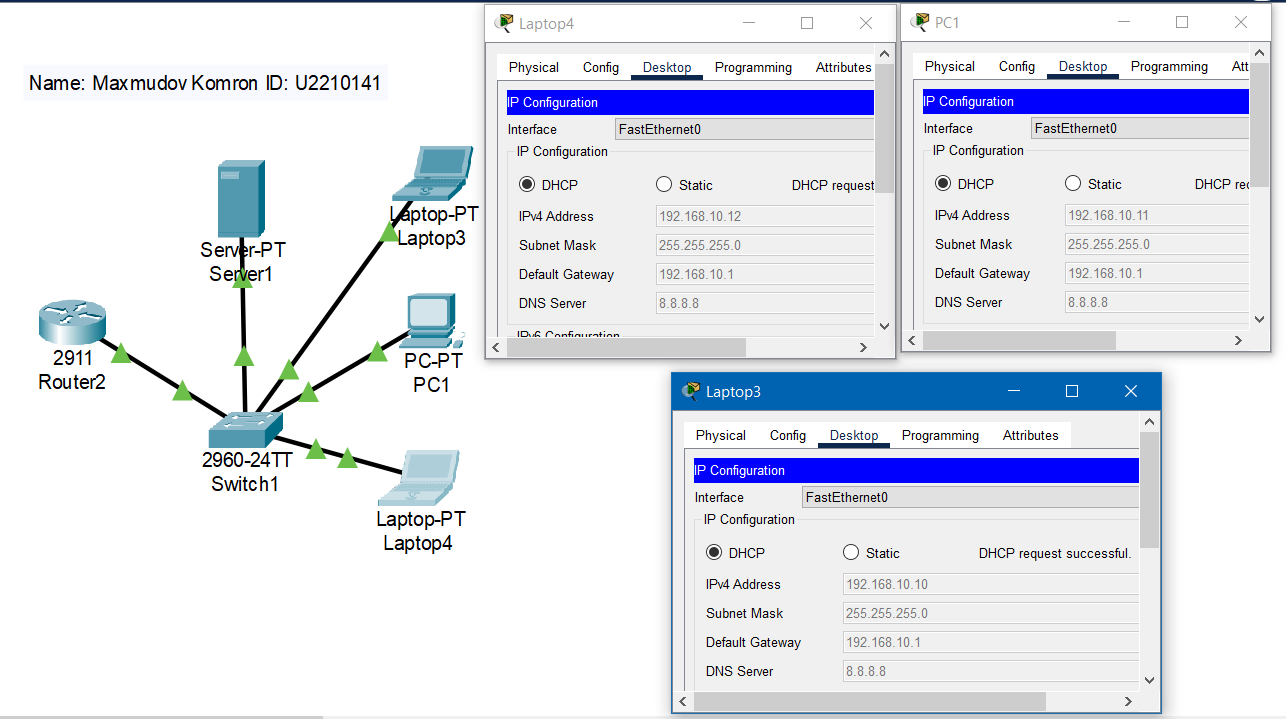 Name: Maxmudov Komron ID: U2210141
Server-PT
Server1
Laptop-PT
Laptop3
2911
Router2
PC-PT
PC1
2960-24TT
Switch1
Laptop-PT
Laptop4
Laptop4
Physical Config Desktop Programming Attributes
IP Configuration
Interface FastEthernet0
IP Configuration
DHCP Static DHCP request
IPv4 Address 192.168.10.12
Subnet Mask 255.255.255.0
Default Gateway 192.168.10.1
DNS Server 8.8.8.8
IPv6 Configuration
PC1
Physical Config Desktop Programming Att
IP Configuration
Interface FastEthernet0
IP Configuration
DHCP Static DHCP rec
IPv4 Address 192.168.10.11
Subnet Mask 255.255.255.0
Default Gateway 192.168.10.1
DNS Server 8.8.8.8
Laptop3
Physical Config Desktop Programming Attributes
IP Configuration
Interface FastEthernet0
IP Configuration
DHCP Static DHCP request successful.
IPv4 Address 192.168.10.10
Subnet Mask 255.255.255.0
Default Gateway 192.168.10.1
DNS Server 8.8.8.8